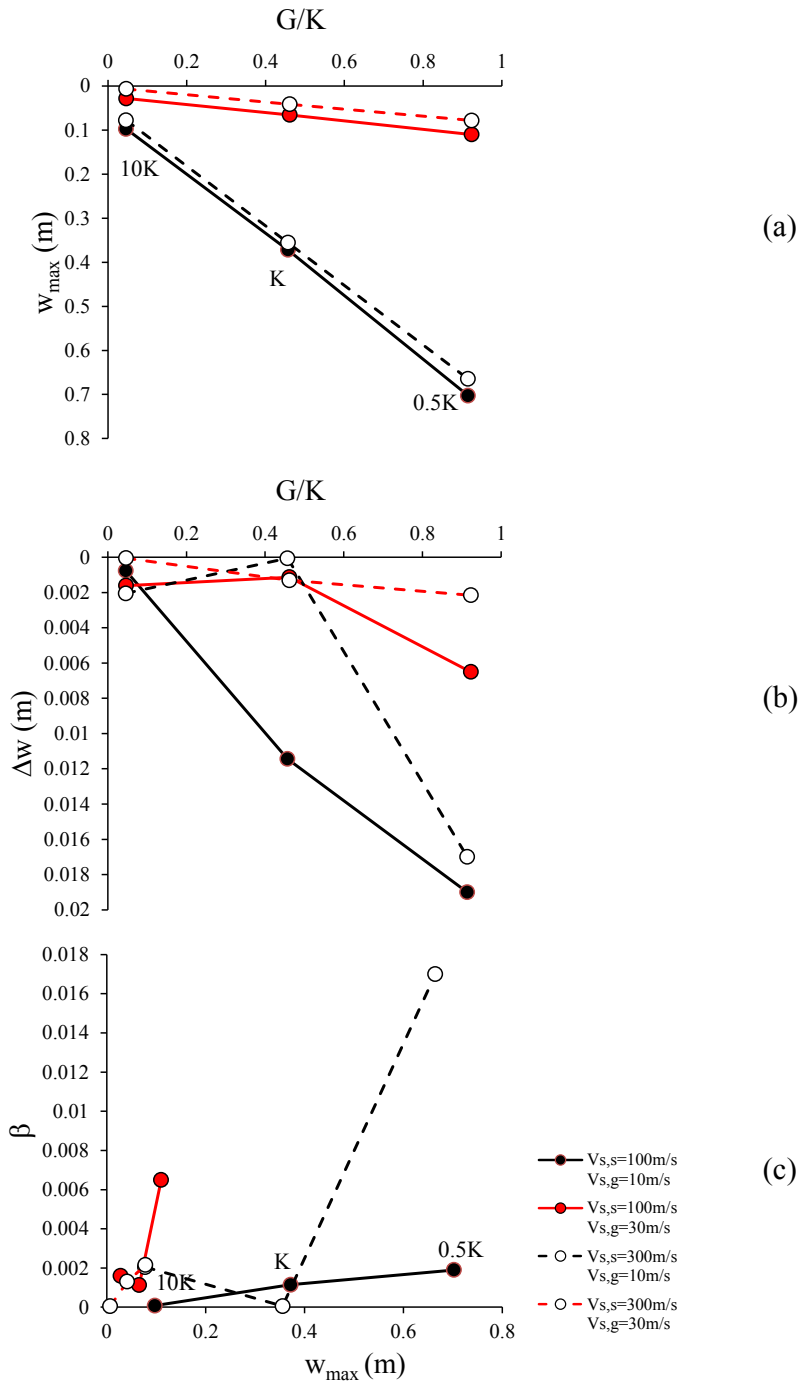 G/K
0 0.2 0.4 0.6 0.8 1
0
0.1
0.2
0.3
0.4
0.5
0.6
0.7
0.8
w_max (m)
10K
K
0.5K
(a)
G/K
0 0.2 0.4 0.6 0.8 1
0
0.002
0.004
0.006
0.008
0.01
0.012
0.014
0.016
0.018
0.02
Δw (m)
(b)
0.018
0.016
0.014
0.012
0.01
0.008
0.006
0.004
0.002
0
β
10K
K
0.5K
0 0.2 0.4 0.6 0.8
w_max (m)
Vs,s=100m/s
Vs,g=10m/s
Vs,s=100m/s
Vs,g=30m/s
Vs,s=300m/s
Vs,g=10m/s
Vs,s=300m/s
Vs,g=30m/s
(c)